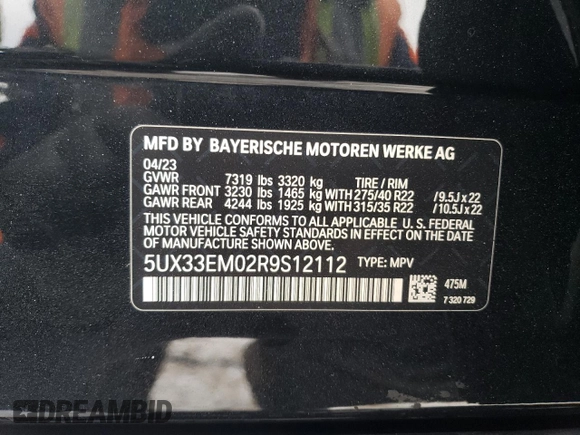 MFD BY BAYERISCHE MOTOREN WERKE AG
04/23
GVWR 7319 lbs 3320 kg TIRE / RIM
GAWR FRONT 3230 lbs 1465 kg WITH 275/40 R22 /9.5J x 22
GAWR REAR 4244 lbs 1925 kg WITH 315/35 R22 /10.5J x 22
THIS VEHICLE CONFORMS TO ALL APPLICABLE U. S. FEDERAL
MOTOR VEHICLE SAFETY STANDARDS IN EFFECT ON THE
DATE OF MANUFACTURE SHOWN ABOVE.
5UX33EM02R9S12112 TYPE: MPV
475M
7 320 729
DREAMBID